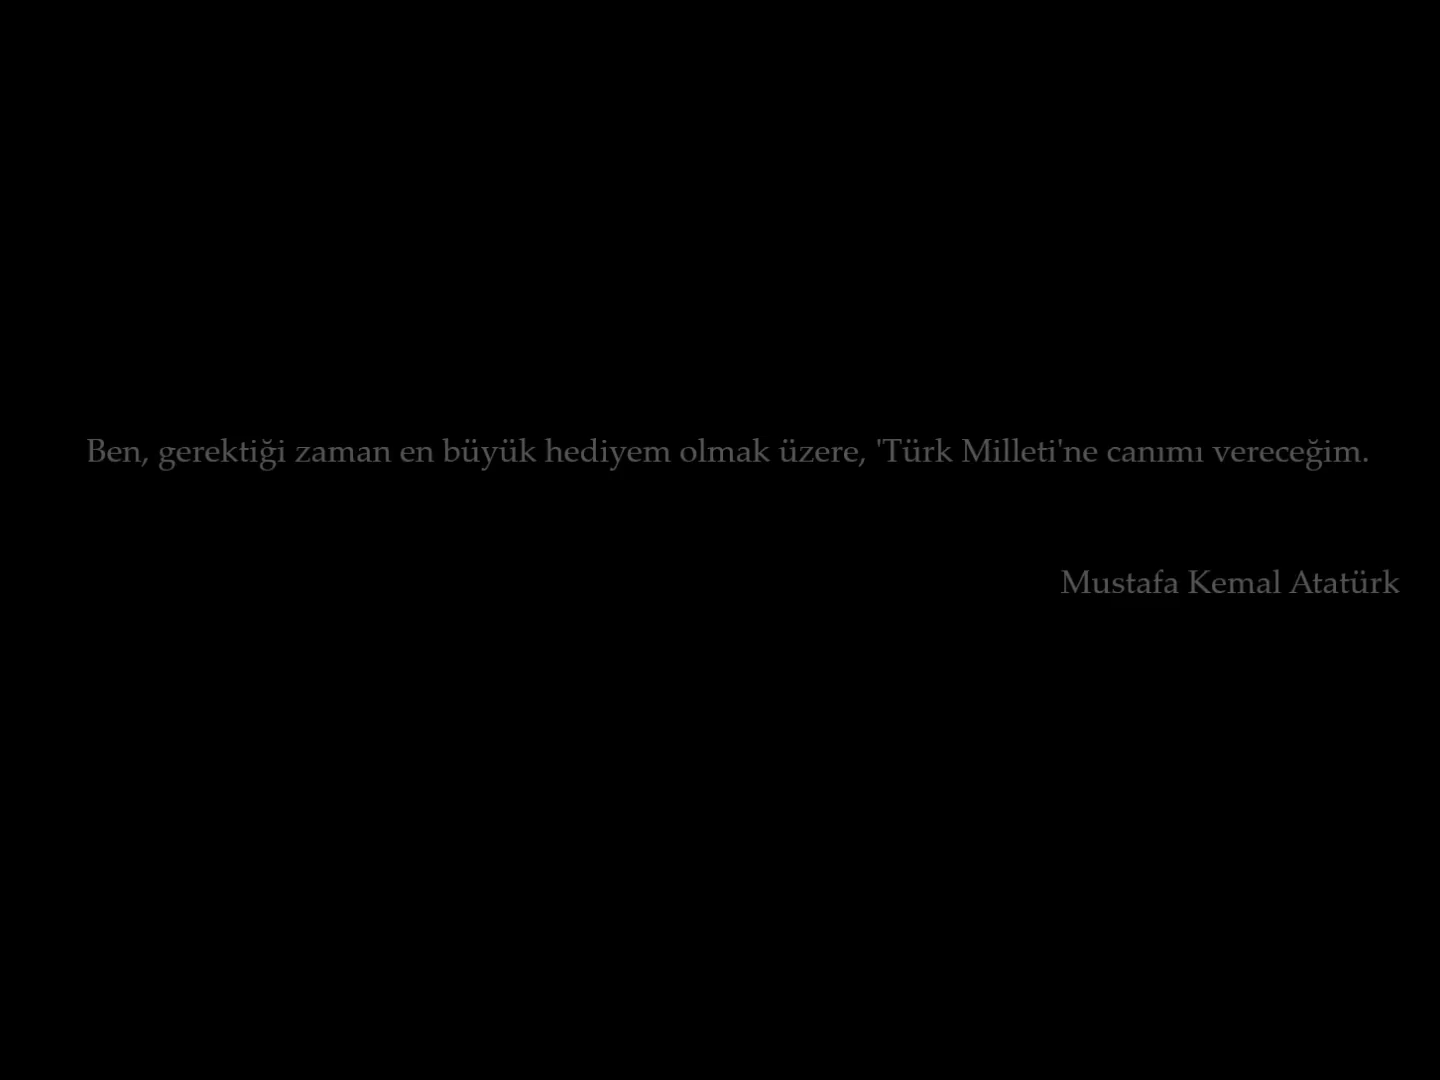 Ben, gerektiği zaman en büyük hediyem olmak üzere, 'Türk Milleti'ne canımı vereceğim.
Mustafa Kemal Atatürk